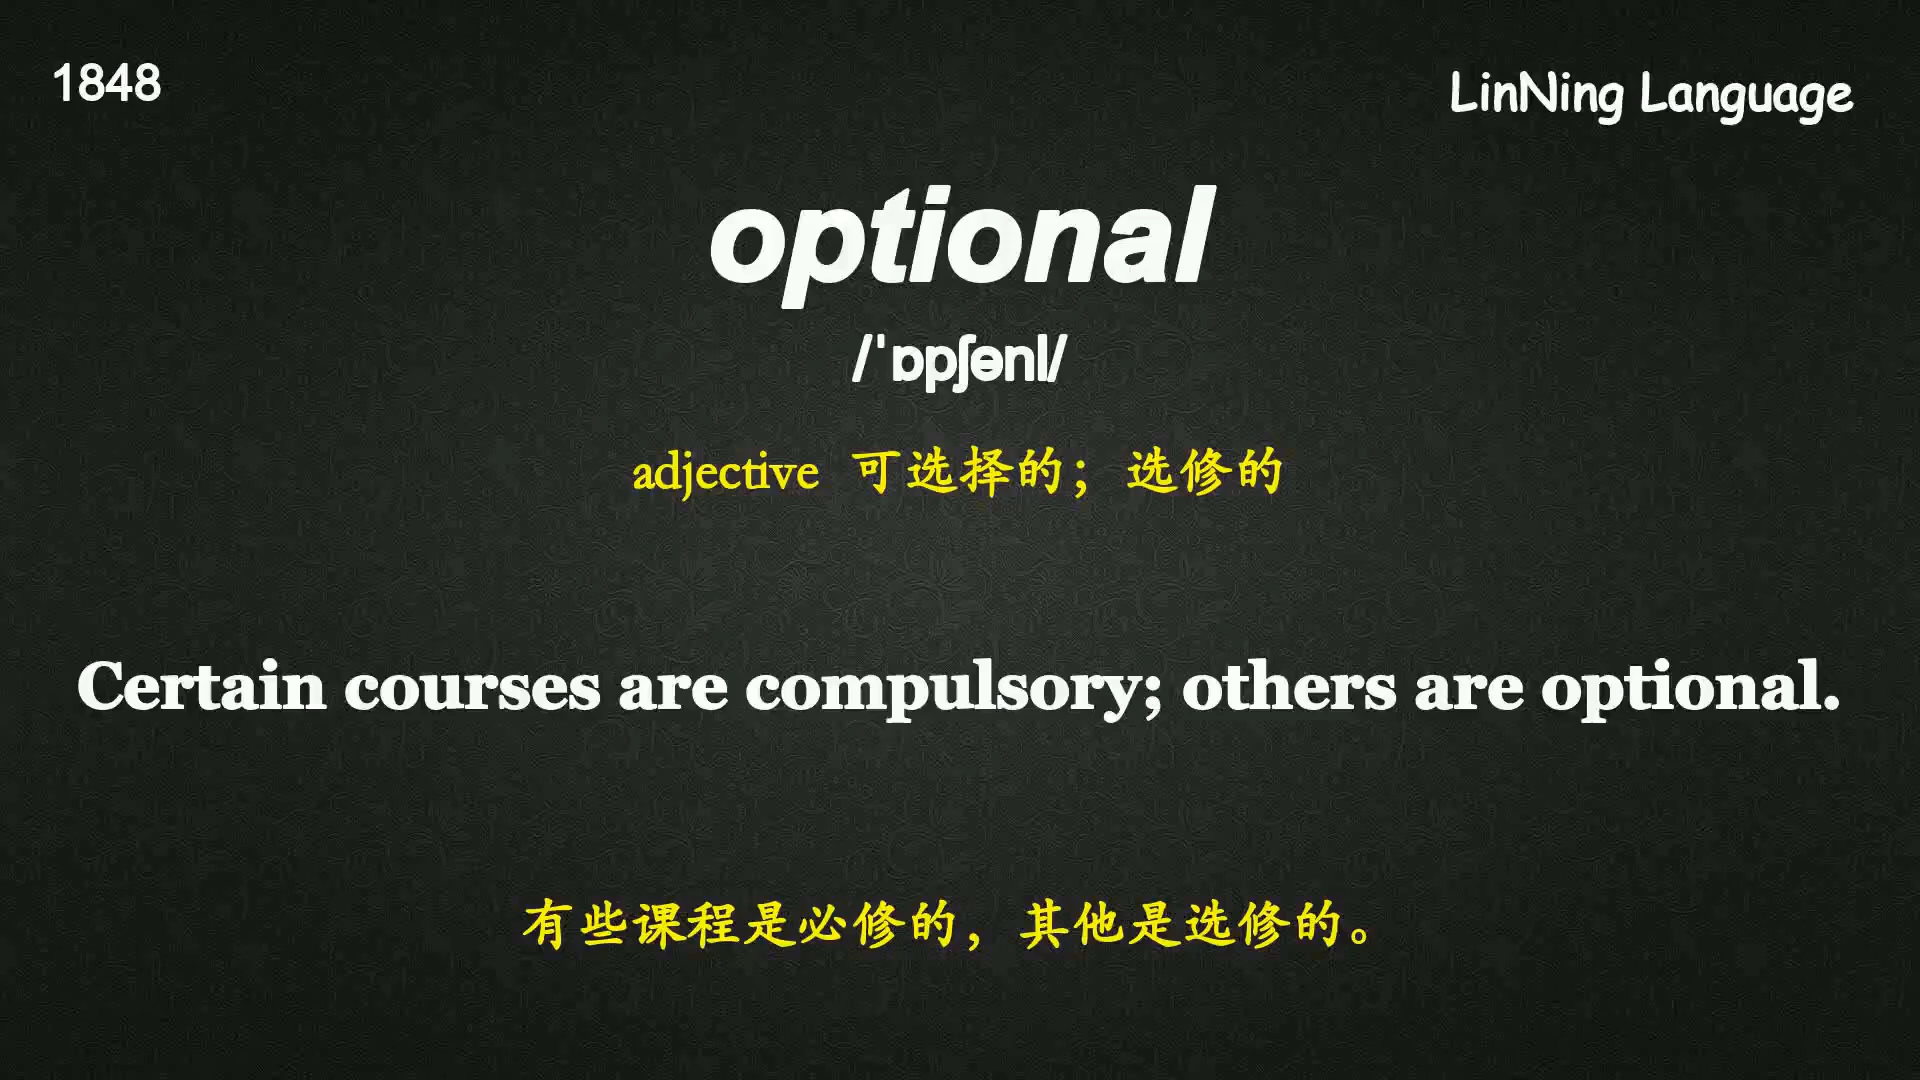 1848
LinNing Language
optional
/ˈɒpʃɵnl/
adjective 可选择的；选修的
Certain courses are compulsory; others are optional.
有些课程是必修的，其他是选修的。